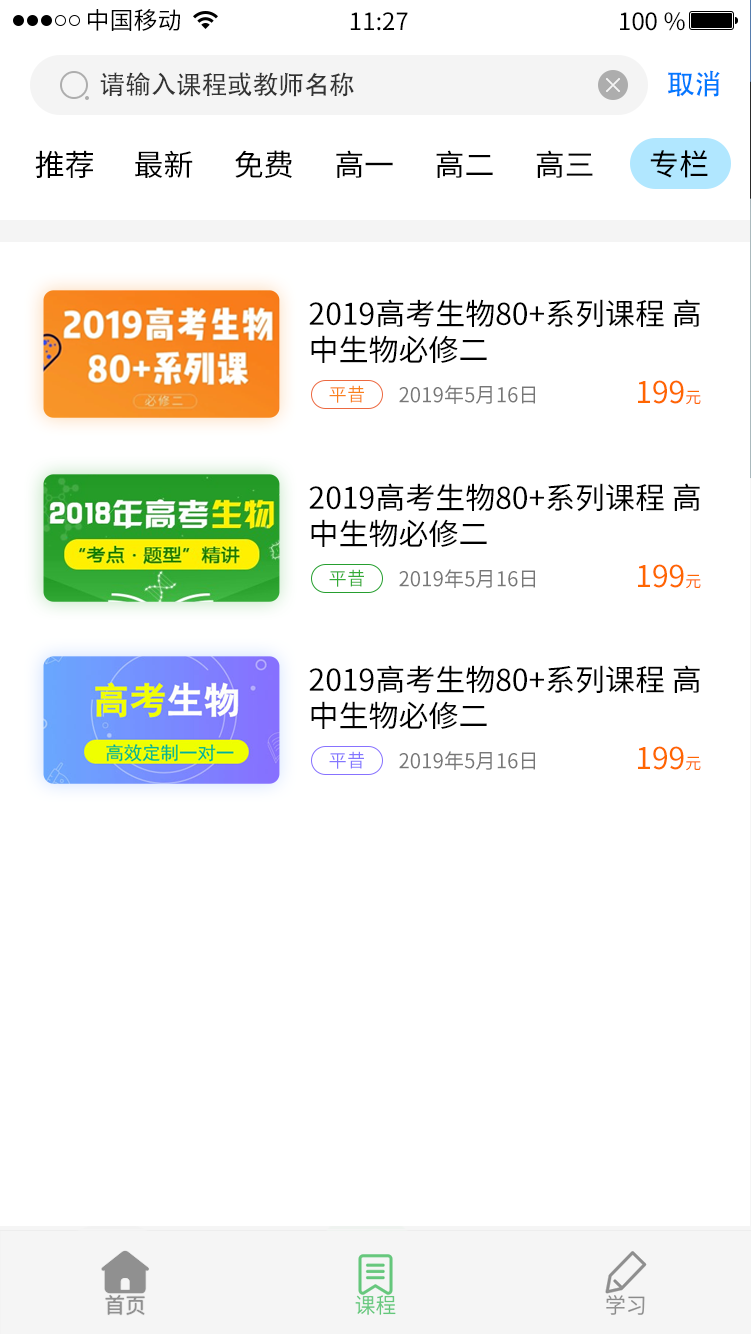 中国移动 11:27 100 %
请输入课程或教师名称 取消
推荐 最新 免费 高一 高二 高三 专栏
2019高考生物
80+系列课
必修二
2019高考生物80+系列课程 高
中生物必修二
平昔 2019年5月16日 199元
2018年高考生物
“考点·题型”精讲
2019高考生物80+系列课程 高
中生物必修二
平昔 2019年5月16日 199元
高考生物
高效定制一对一
2019高考生物80+系列课程 高
中生物必修二
平昔 2019年5月16日 199元
首页 课程 学习